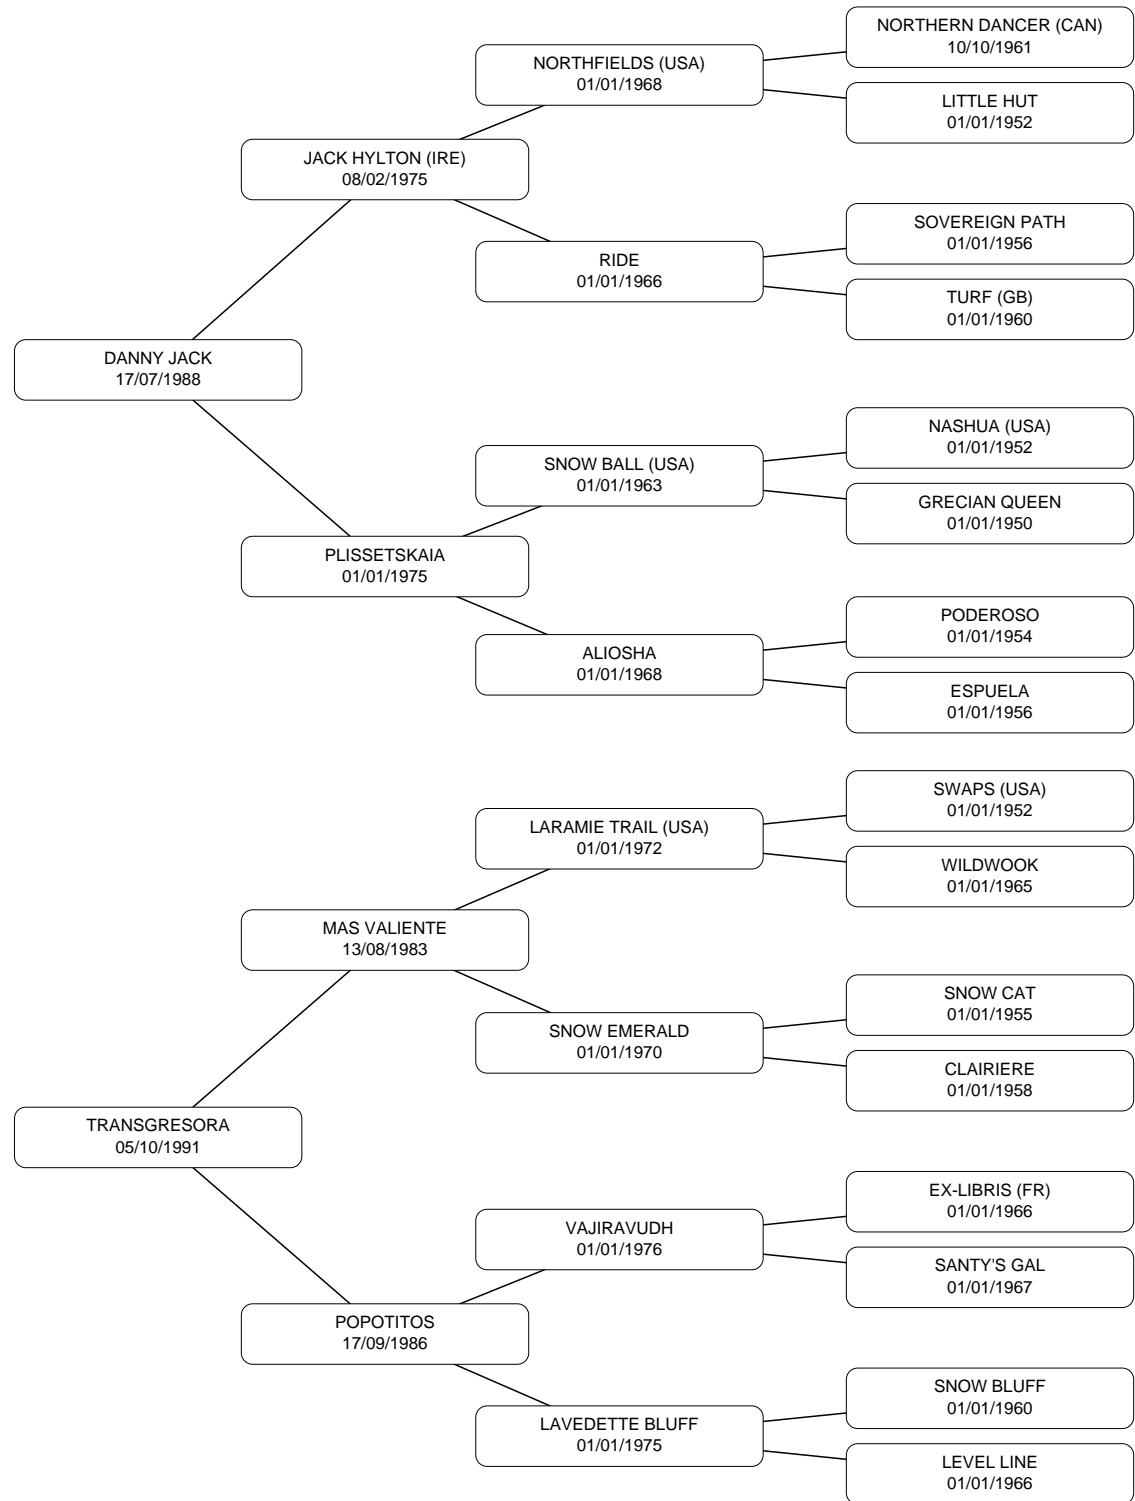 NORTHERN DANCER (CAN)
10/10/1961
NORTHFIELDS (USA)
01/01/1968
LITTLE HUT
01/01/1952
JACK HYLTON (IRE)
08/02/1975
SOVEREIGN PATH
01/01/1956
RIDE
01/01/1966
TURF (GB)
01/01/1960
DANNY JACK
17/07/1988
NASHUA (USA)
01/01/1952
SNOW BALL (USA)
01/01/1963
GRECIAN QUEEN
01/01/1950
PLISSETSKAIA
01/01/1975
PODEROSO
01/01/1954
ALIOSHA
01/01/1968
ESPUELA
01/01/1956
SWAPS (USA)
01/01/1952
LARAMIE TRAIL (USA)
01/01/1972
WILDWOOK
01/01/1965
MAS VALIENTE
13/08/1983
SNOW CAT
01/01/1955
SNOW EMERALD
01/01/1970
CLAIRIERE
01/01/1958
TRANSGRESORA
05/10/1991
EX-LIBRIS (FR)
01/01/1966
VAJIRAVUDH
01/01/1976
SANTY'S GAL
01/01/1967
POPOTITOS
17/09/1986
SNOW BLUFF
01/01/1960
LAVEDETTE BLUFF
01/01/1975
LEVEL LINE
01/01/1966